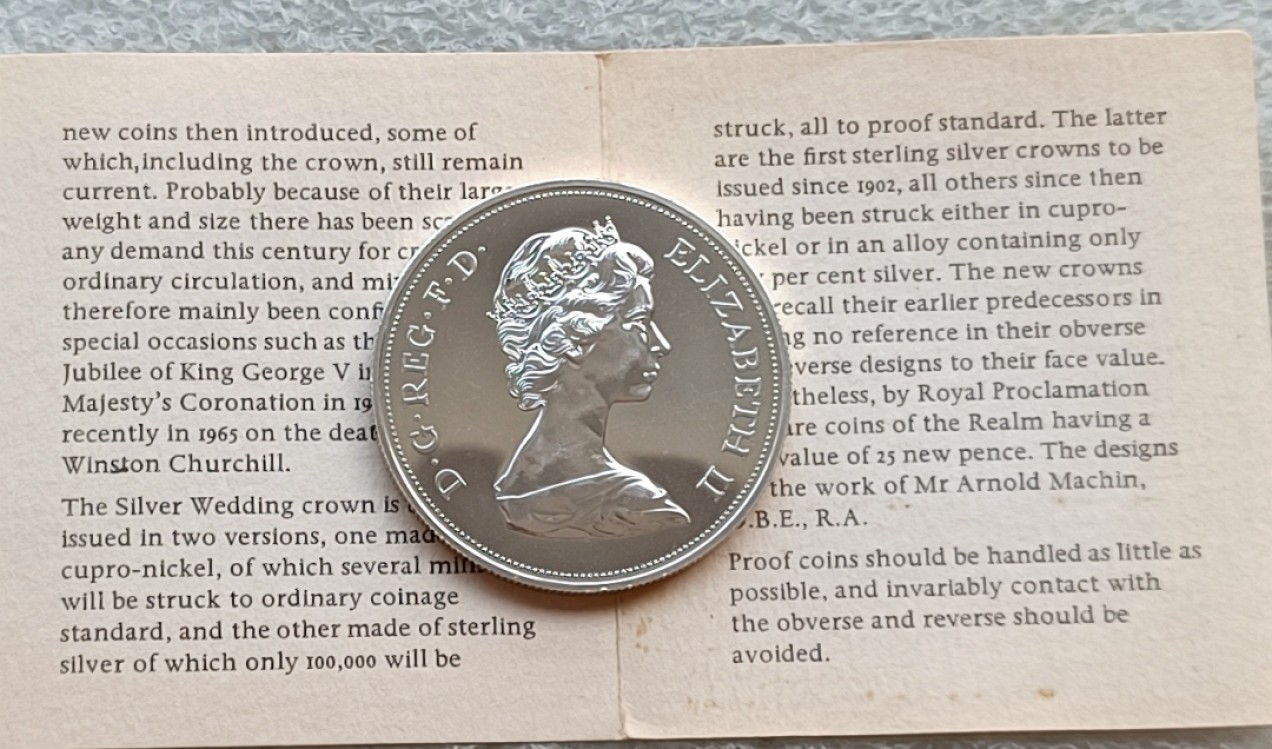 new coins then introduced, some of
which, including the crown, still remain
current. Probably because of their
weight and size there has been
any demand this century for
ordinary circulation, and
therefore mainly been
special occasions such as
Jubilee of King George V
Majesty's Coronation in
recently in 1965 on the
Winston Churchill.
The Silver Wedding crown is
issued in two versions, one
cupro-nickel, of which several
will be struck to ordinary coinage
standard, and the other made of sterling
silver of which only 100,000 will be
D·G·REG·F·D· ELIZABETH II
struck, all to proof standard. The latter
are the first sterling silver crowns to be
issued since 1902, all others since then
having been struck either in cupro-
or in an alloy containing only
per cent silver. The new crowns
their earlier predecessors in
no reference in their obverse
designs to their face value.
by Royal Proclamation
coins of the Realm having a
value of 25 new pence. The designs
the work of Mr Arnold Machin,
.B.E., R.A.
Proof coins should be handled as little as
possible, and invariably contact with
the obverse and reverse should be
avoided.